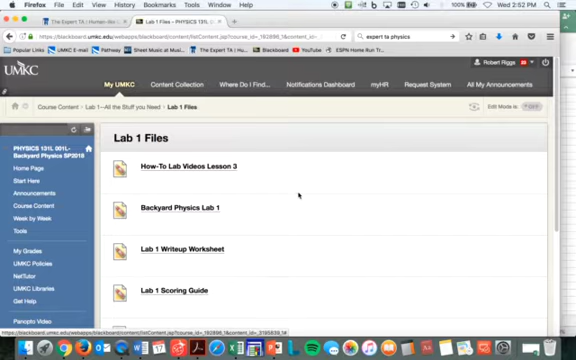 Firefox File Edit View History Bookmarks Tools Window Help
Wed 2:52 PM
The Expert TA | Human-like
Lab 1 Files – PHYSICS 131L
https://blackboard.umkc.edu/webapps/blackboard/content/listContent.jsp?course_id=_192896_1&content_id=
expert ta physics
Popular Links UMKC E-mail Pathway Sheet Music at Music... The Expert TA | Hum... Blackboard YouTube ESPN Home Run Tr...
UMKC
Robert Riggs
My UMKC Content Collection Where Do I Find... Notifications Dashboard myHR Request System All My Announcements
Course Content Lab 1--All the Stuff you Need Lab 1 Files
Edit Mode is: OFF
PHYSICS 131L 001L-
Backyard Physics SP2018
Home Page
Start Here
Announcements
Course Content
Week by Week
Tools
My Grades
UMKC Policies
NetTutor
UMKC Libraries
Get Help
Panopto Video
Lab 1 Files
How-To Lab Videos Lesson 3
Backyard Physics Lab 1
Lab 1 Writeup Worksheet
Lab 1 Scoring Guide